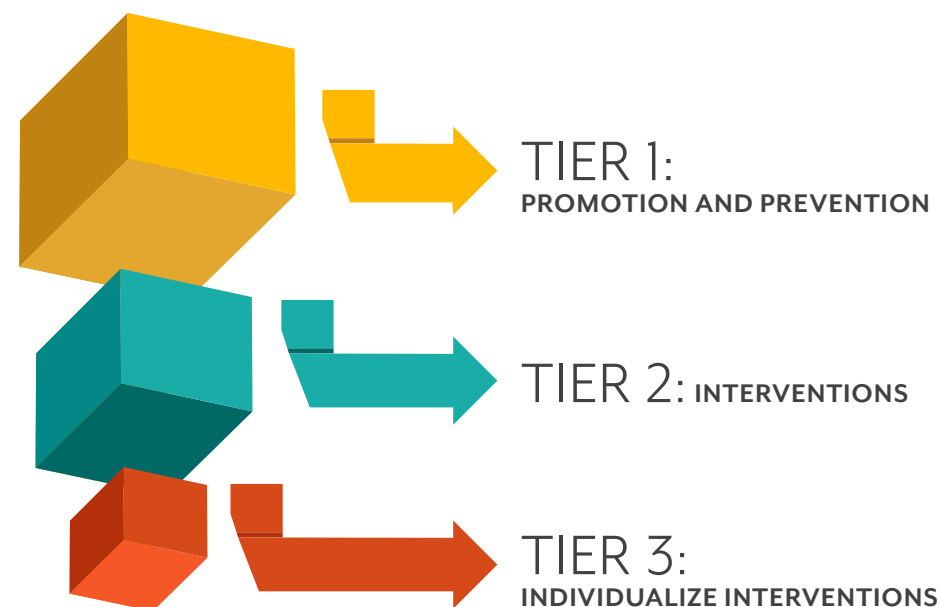 TIER 1:
PROMOTION AND PREVENTION
TIER 2: INTERVENTIONS
TIER 3:
INDIVIDUALIZE INTERVENTIONS